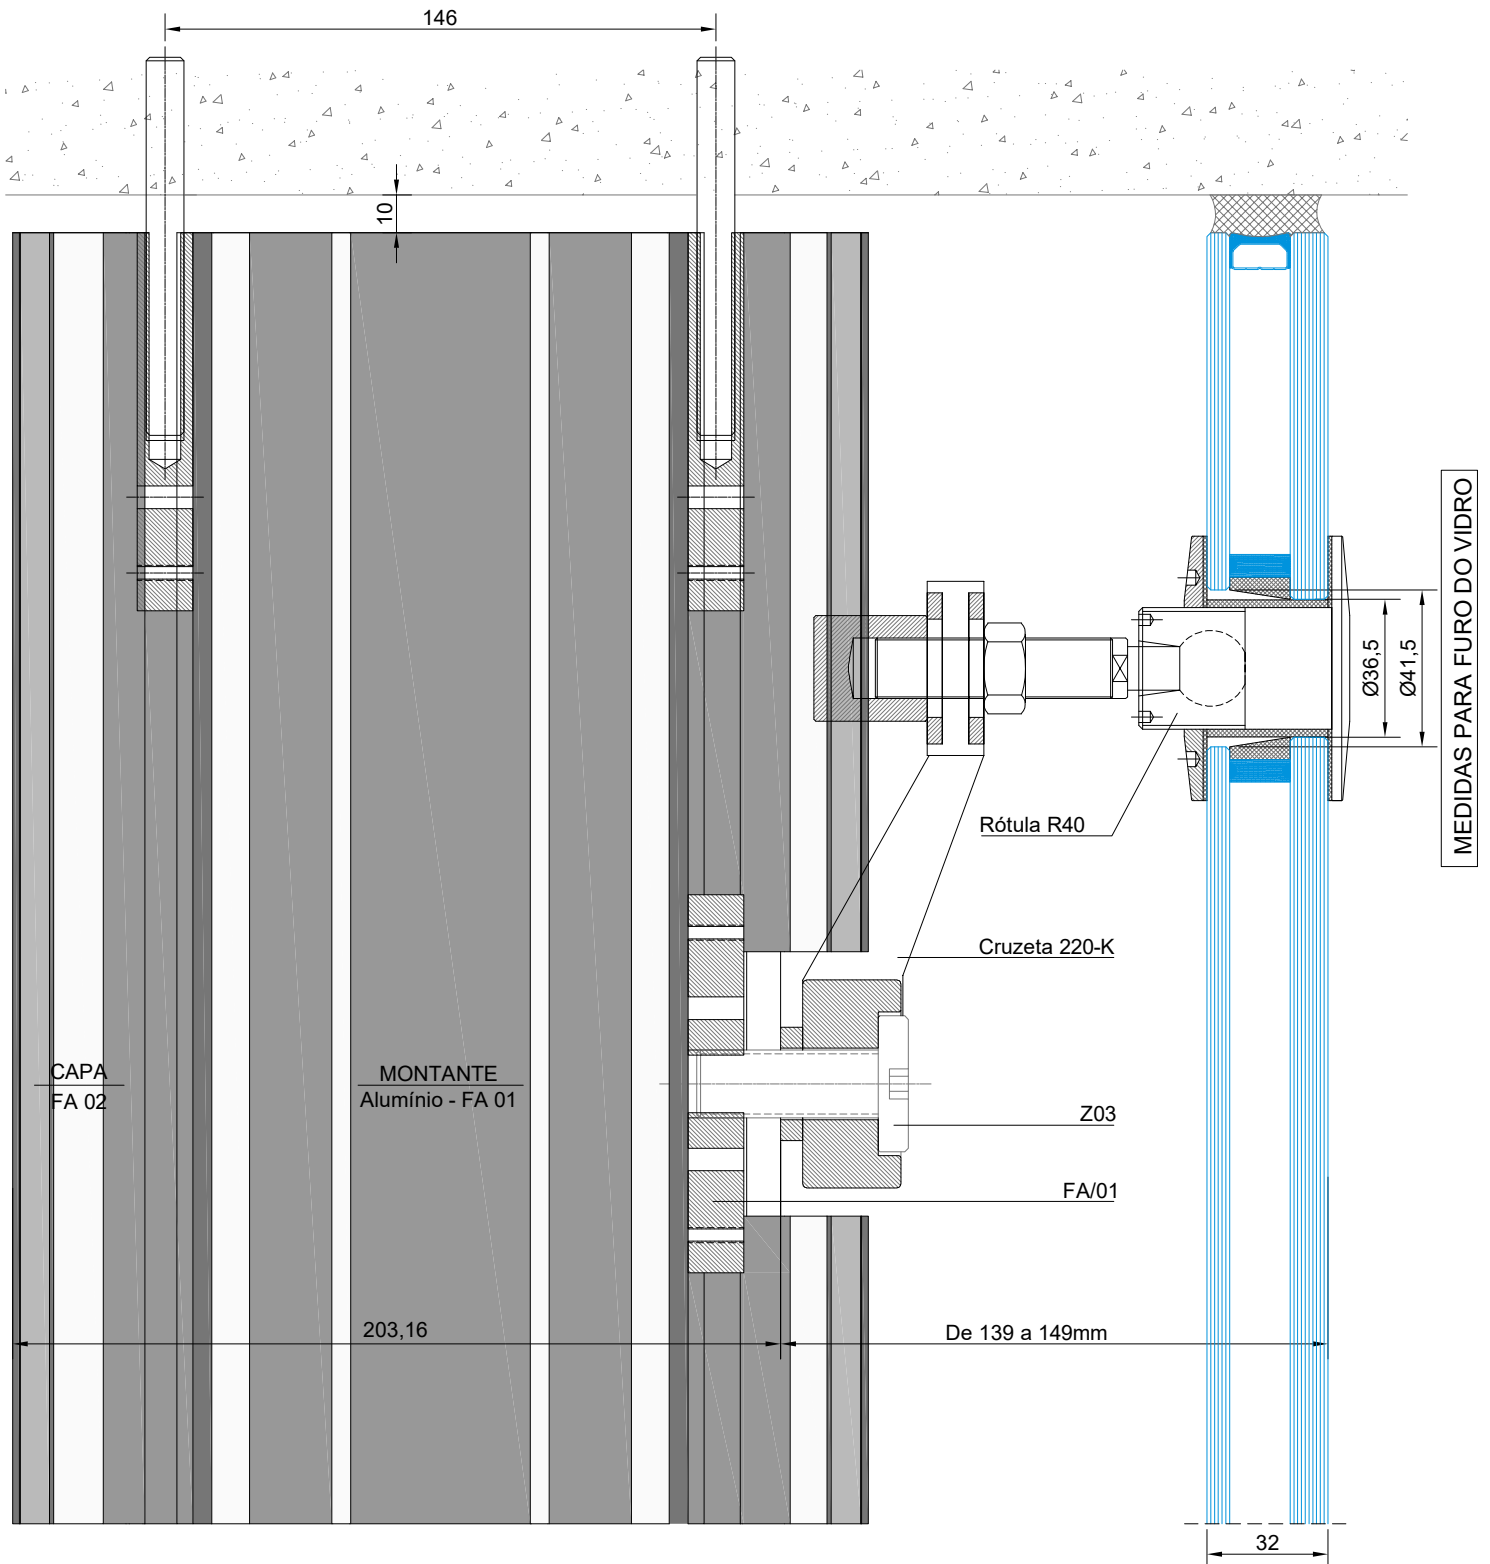 146
10
MEDIDAS PARA FURO DO VIDRO
Ø36,5
Ø41,5
Rótula R40
Cruzeta 220-K
CAPA
FA 02
MONTANTE
Alumínio - FA 01
Z03
FA/01
203,16
De 139 a 149mm
32